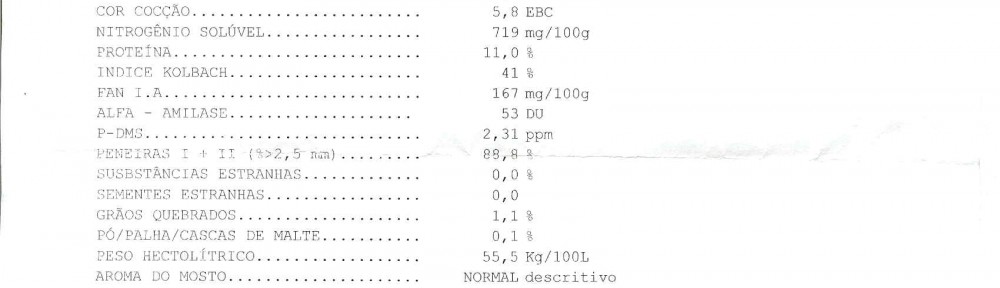 COR COCÇÃO......................... 5,8 EBC
NITROGÊNIO SOLÚVEL................. 719 mg/100g
PROTEÍNA........................... 11,0 %
INDICE KOLBACH..................... 41 %
FAN I.A............................ 167 mg/100g
ALFA - AMILASE.................... 53 DU
P-DMS.............................. 2,31 ppm
PENEIRAS I + II (%>2,5 mm)......... 88,8 %
SUSBSTÂNCIAS ESTRANHAS............. 0,0 %
SEMENTES ESTRANHAS................. 0,0
GRÃOS QUEBRADOS.................... 1,1 %
PÓ/PALHA/CASCAS DE MALTE........... 0,1 %
PESO HECTOLÍTRICO.................. 55,5 Kg/100L
AROMA DO MOSTO..................... NORMAL descritivo